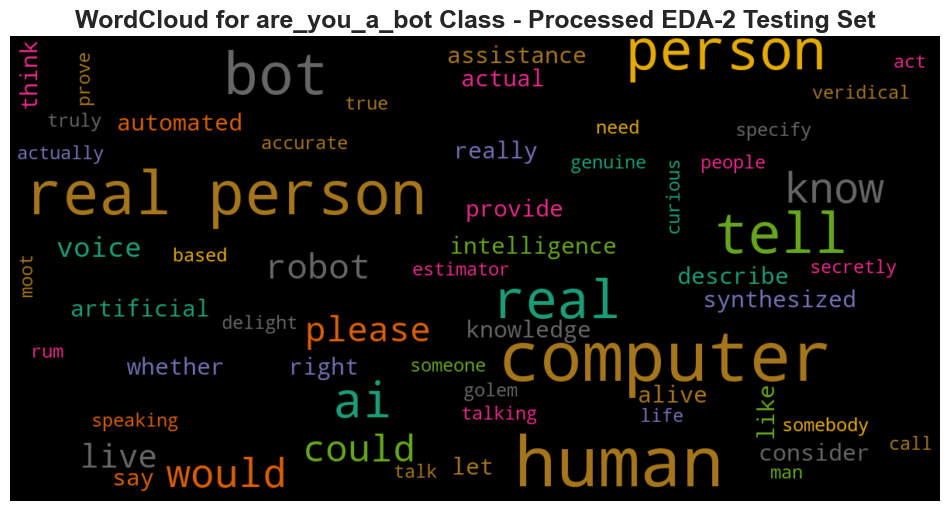 WordCloud for are_you_a_bot Class - Processed EDA-2 Testing Set
think
prove
bot
assistance
person
act
actual
true
veridical
truly
automated
need
specify
accurate
actually
really
genuine
people
curious
know
real person
provide
tell
voice
based
robot
intelligence
estimator
describe
secretly
moot
real
synthesized
artificial
delight
please
knowledge
rum
computer
whether
right
someone
golem
alive
like
ai
talking
life
speaking
somebody
call
could
live
consider
say
would
talk
let
human
man